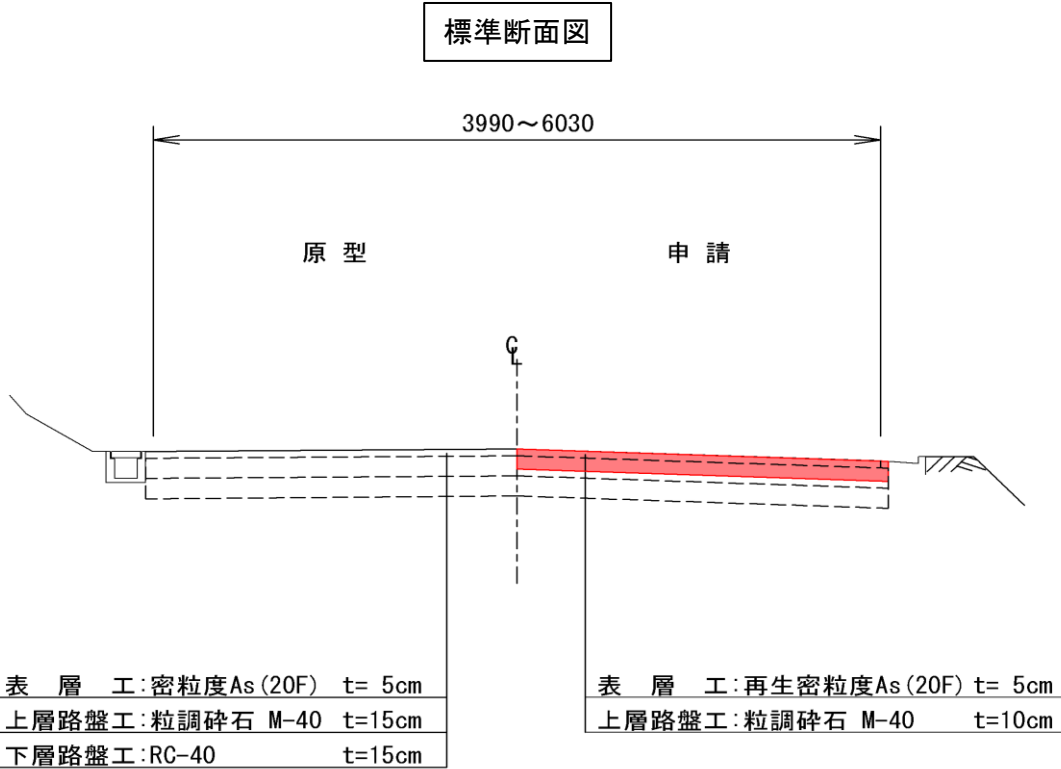 標準断面図
3990～6030
原 型
申 請
℄
表 層 工:密粒度As(20F) t= 5cm
上層路盤工:粒調砕石 M-40 t=15cm
下層路盤工:RC-40 t=15cm
表 層 工:再生密粒度As(20F) t= 5cm
上層路盤工:粒調砕石 M-40 t=10cm